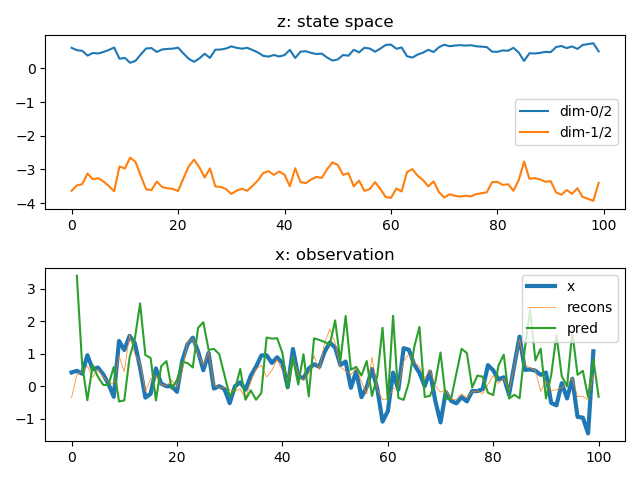 z: state space
0
−1
−2
−3
−4
dim-0/2
dim-1/2
0 20 40 60 80 100
x: observation
3
2
1
0
−1
x
recons
pred
0 20 40 60 80 100